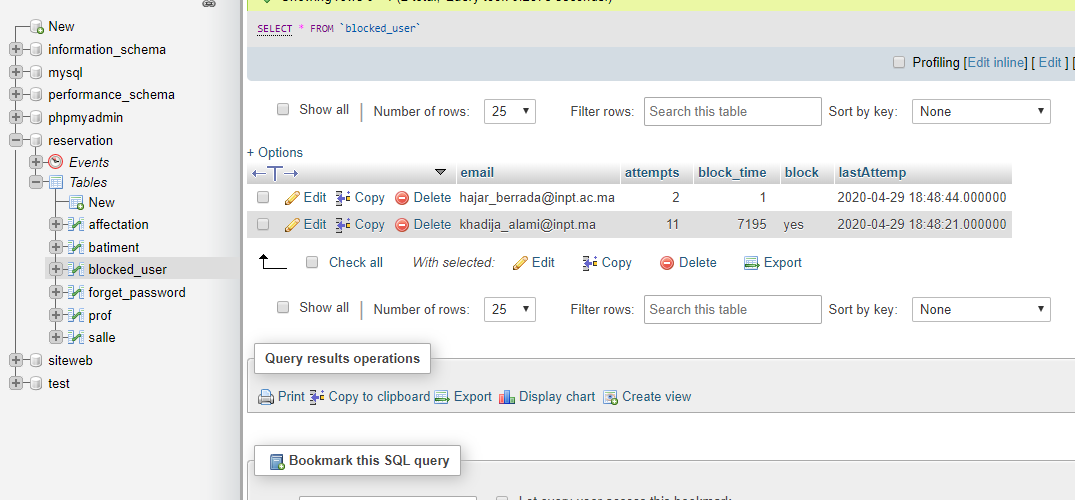 New
information_schema
mysql
performance_schema
phpmyadmin
reservation
Events
Tables
New
affectation
batiment
blocked_user
forget_password
prof
salle
siteweb
test
SELECT * FROM `blocked_user`
Profiling [Edit inline] [ Edit ] [
Show all | Number of rows: 25 Filter rows: Search this table Sort by key: None
+ Options
←T→ email attempts block_time block lastAttemp
Edit Copy Delete hajar_berrada@inpt.ac.ma 2 1 2020-04-29 18:48:44.000000
Edit Copy Delete khadija_alami@inpt.ma 11 7195 yes 2020-04-29 18:48:21.000000
Check all With selected: Edit Copy Delete Export
Show all | Number of rows: 25 Filter rows: Search this table Sort by key: None
Query results operations
Print Copy to clipboard Export Display chart Create view
Bookmark this SQL query